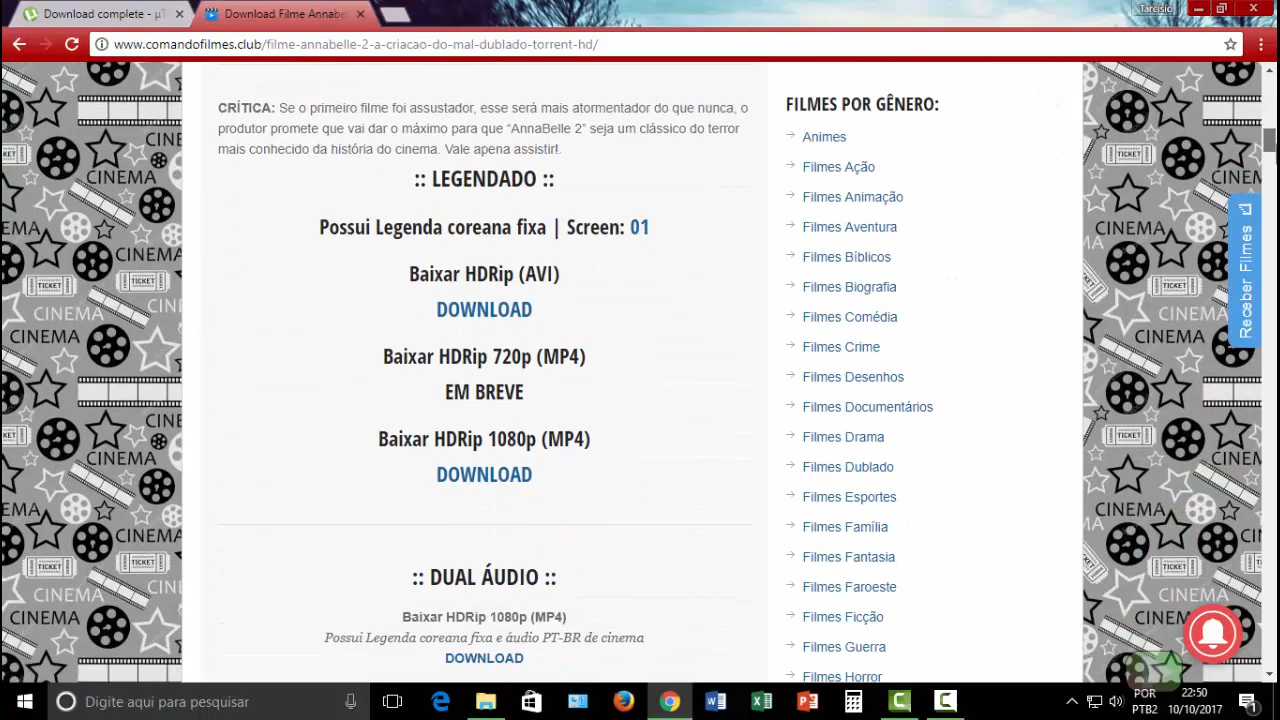 Download complete - µT
Download Filme Annabe
Tarcísio
www.comandofilmes.club/filme-annabelle-2-a-criacao-do-mal-dublado-torrent-hd/
CRÍTICA: Se o primeiro filme foi assustador, esse será mais atormentador do que nunca, o
produtor promete que vai dar o máximo para que “AnnaBelle 2” seja um clássico do terror
mais conhecido da história do cinema. Vale apena assistir!.
:: LEGENDADO ::
Possui Legenda coreana fixa | Screen: 01
Baixar HDRip (AVI)
DOWNLOAD
Baixar HDRip 720p (MP4)
EM BREVE
Baixar HDRip 1080p (MP4)
DOWNLOAD
:: DUAL ÁUDIO ::
Baixar HDRip 1080p (MP4)
Possui Legenda coreana fixa e áudio PT-BR de cinema
DOWNLOAD
FILMES POR GÊNERO:
Animes
Filmes Ação
Filmes Animação
Filmes Aventura
Filmes Bíblicos
Filmes Biografia
Filmes Comédia
Filmes Crime
Filmes Desenhos
Filmes Documentários
Filmes Drama
Filmes Dublado
Filmes Esportes
Filmes Família
Filmes Fantasia
Filmes Faroeste
Filmes Ficção
Filmes Guerra
Filmes Horror
Receber Filmes
CINEMA
TICKET
Digite aqui para pesquisar
POR
PTB2
22:50
10/10/2017
1